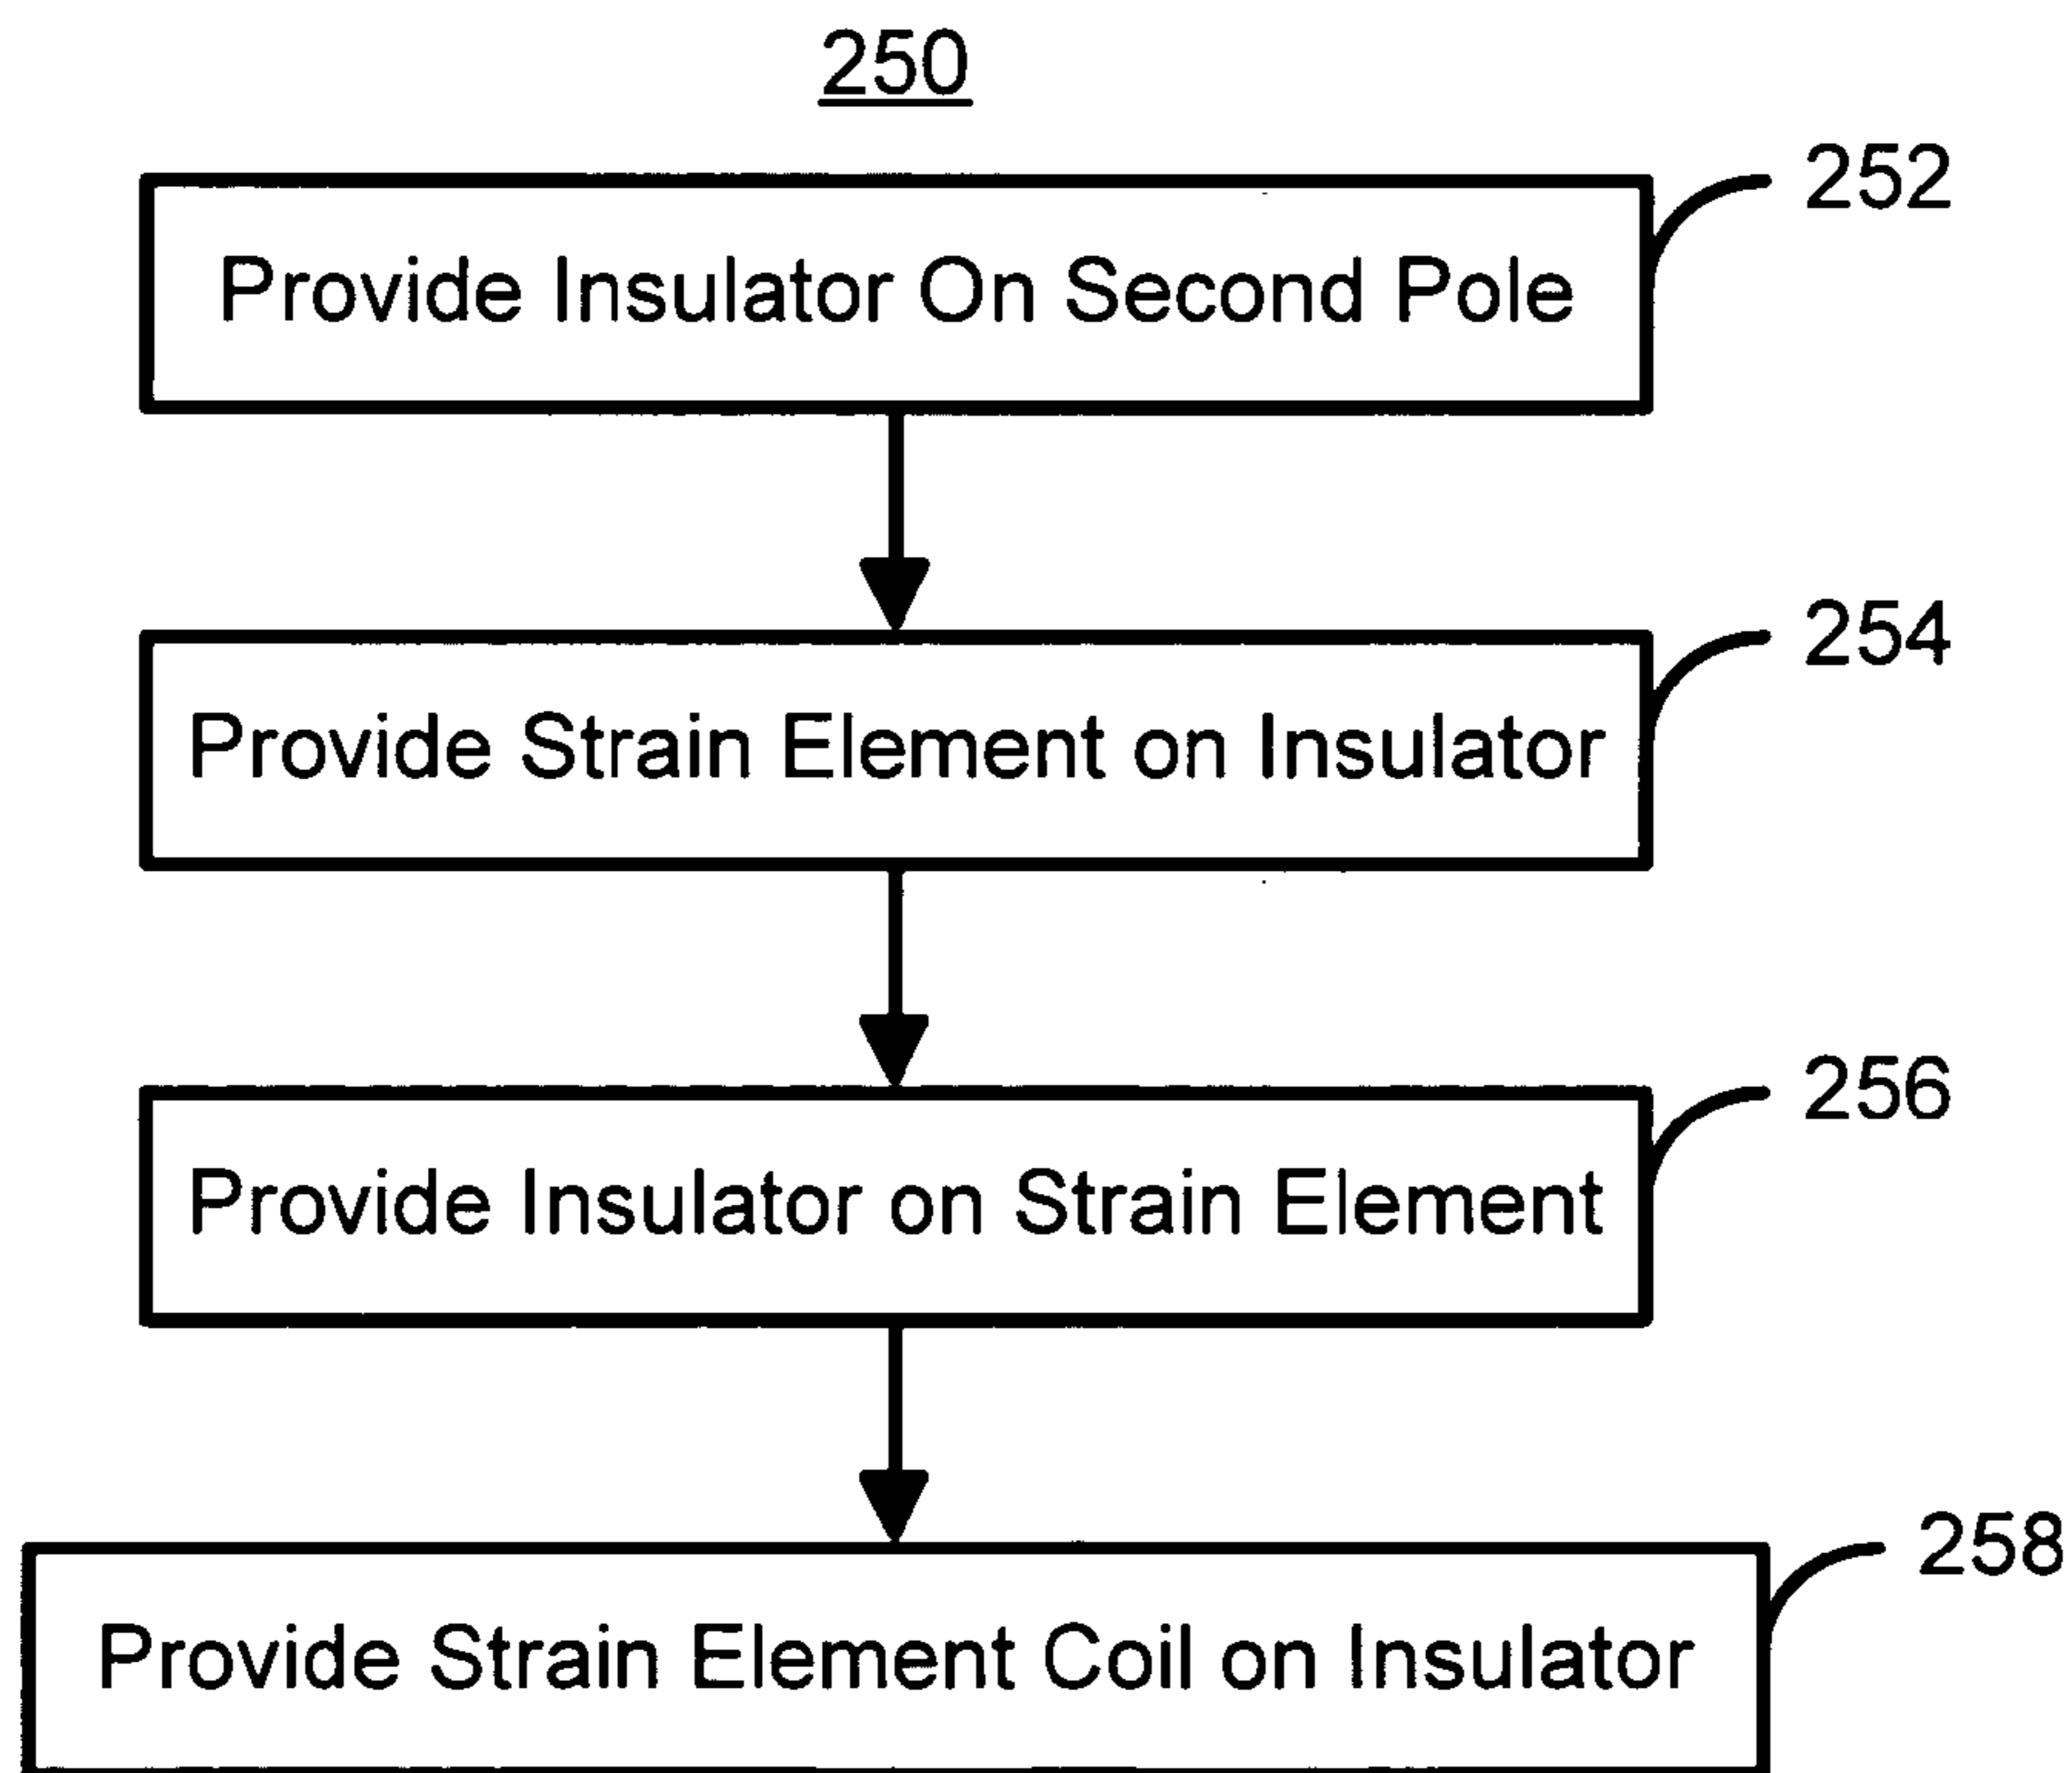 250
252
Provide Insulator On Second Pole
254
Provide Strain Element on Insulator
256
Provide Insulator on Strain Element
258
Provide Strain Element Coil on Insulator